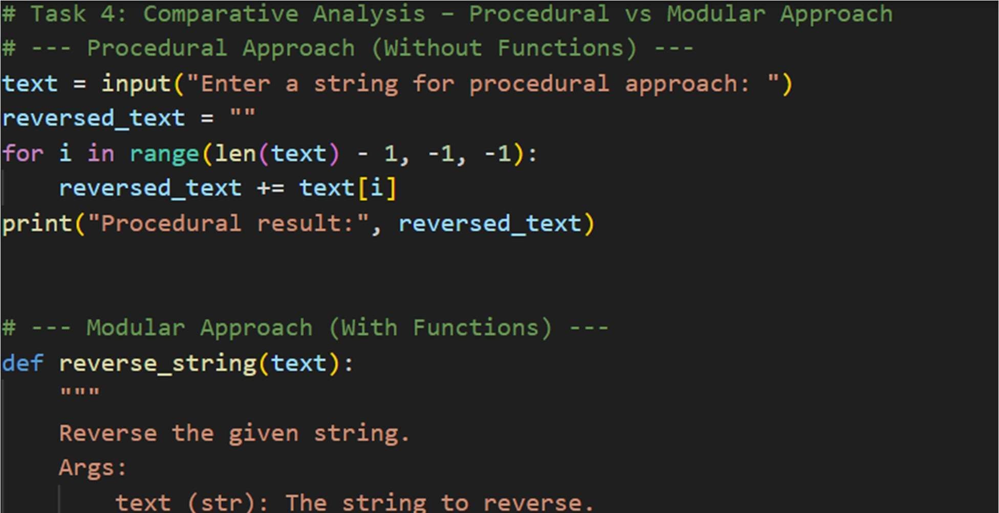 # Task 4: Comparative Analysis – Procedural vs Modular Approach
# --- Procedural Approach (Without Functions) ---
text = input("Enter a string for procedural approach: ")
reversed_text = ""
for i in range(len(text) - 1, -1, -1):
    reversed_text += text[i]
print("Procedural result:", reversed_text)
# --- Modular Approach (With Functions) ---
def reverse_string(text):
    """
    Reverse the given string.
    Args:
        text (str): The string to reverse.